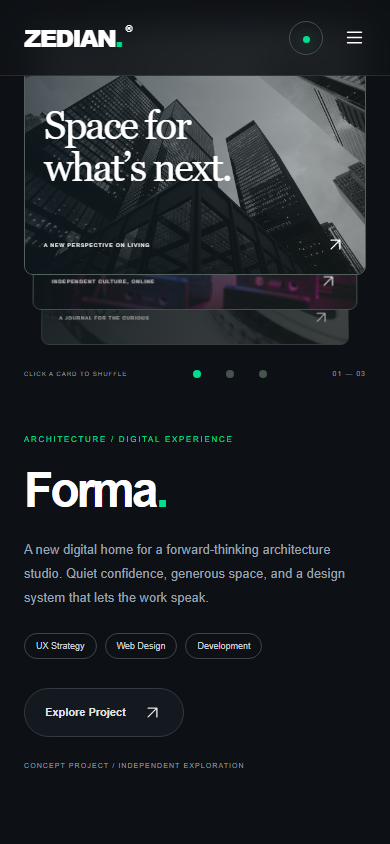 ZEDIAN.®
Space for
what's next.
A NEW PERSPECTIVE ON LIVING
INDEPENDENT CULTURE, ONLINE
A JOURNAL FOR THE CURIOUS
CLICK A CARD TO SHUFFLE
01 — 03
ARCHITECTURE / DIGITAL EXPERIENCE
Forma.
A new digital home for a forward-thinking architecture
studio. Quiet confidence, generous space, and a design
system that lets the work speak.
UX Strategy
Web Design
Development
Explore Project
CONCEPT PROJECT / INDEPENDENT EXPLORATION